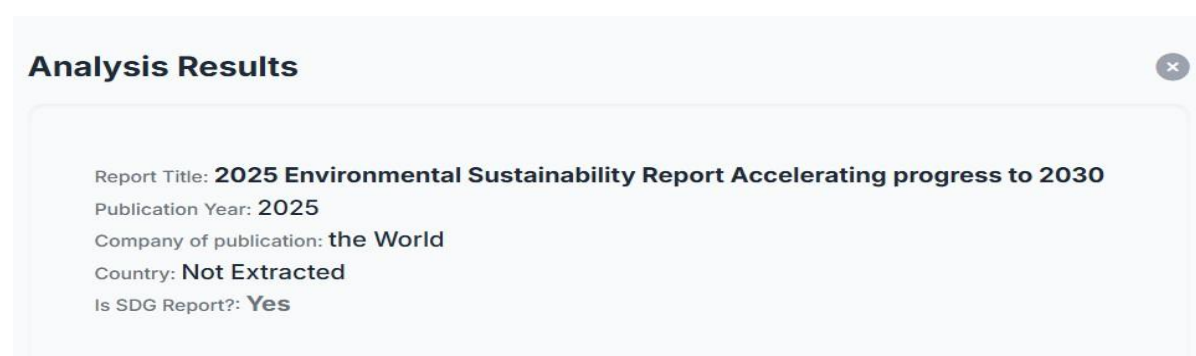 Analysis Results
Report Title: 2025 Environmental Sustainability Report Accelerating progress to 2030
Publication Year: 2025
Company of publication: the World
Country: Not Extracted
Is SDG Report?: Yes